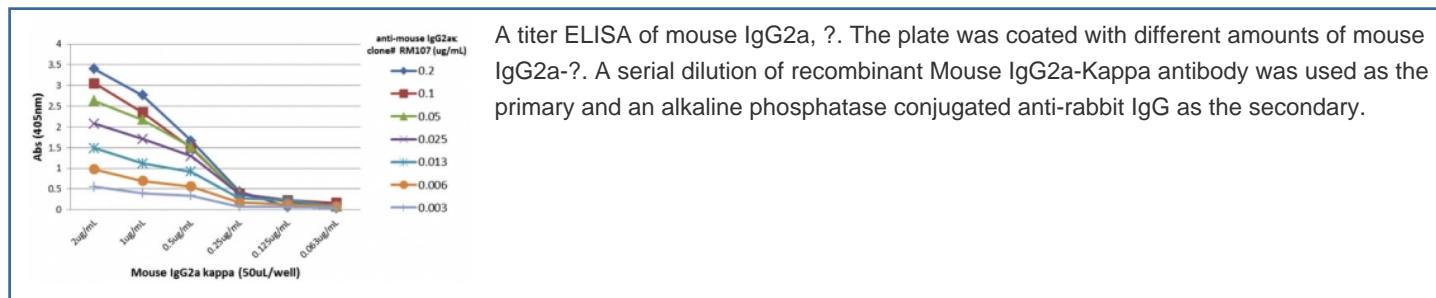 anti-mouse IgG2aκ
clone# RM107 (ug/mL)
4
3.5
3
2.5
2
1.5
1
0.5
0
Abs (405nm)
0.2
0.1
0.05
0.025
0.013
0.006
0.003
2ug/mL
1ug/mL
0.5ug/mL
0.25ug/mL
0.125ug/mL
0.063ug/mL
Mouse IgG2a kappa (50uL/well)
A titer ELISA of mouse IgG2a, ?. The plate was coated with different amounts of mouse
IgG2a-?. A serial dilution of recombinant Mouse IgG2a-Kappa antibody was used as the
primary and an alkaline phosphatase conjugated anti-rabbit IgG as the secondary.